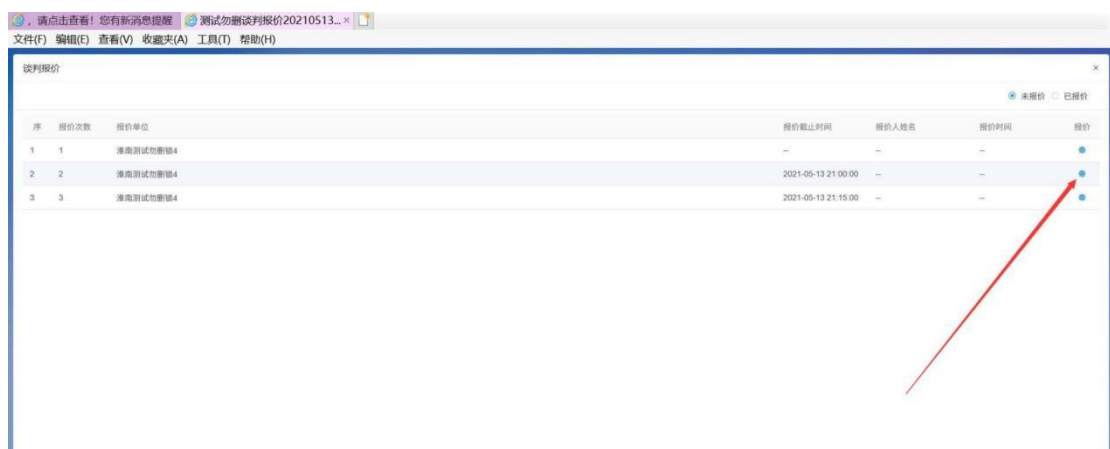 ，请点击查看！您有新消息提醒 测试勿删谈判报价20210513... ×
文件(F) 编辑(E) 查看(V) 收藏夹(A) 工具(T) 帮助(H)
谈判报价 ×
未报价 已报价
序 报价次数 报价单位 报价截止时间 报价人姓名 报价时间 报价
1 1 淮南测试勿删锁4 -- -- --
2 2 淮南测试勿删锁4 2021-05-13 21:00:00 -- --
3 3 淮南测试勿删锁4 2021-05-13 21:15:00 -- --